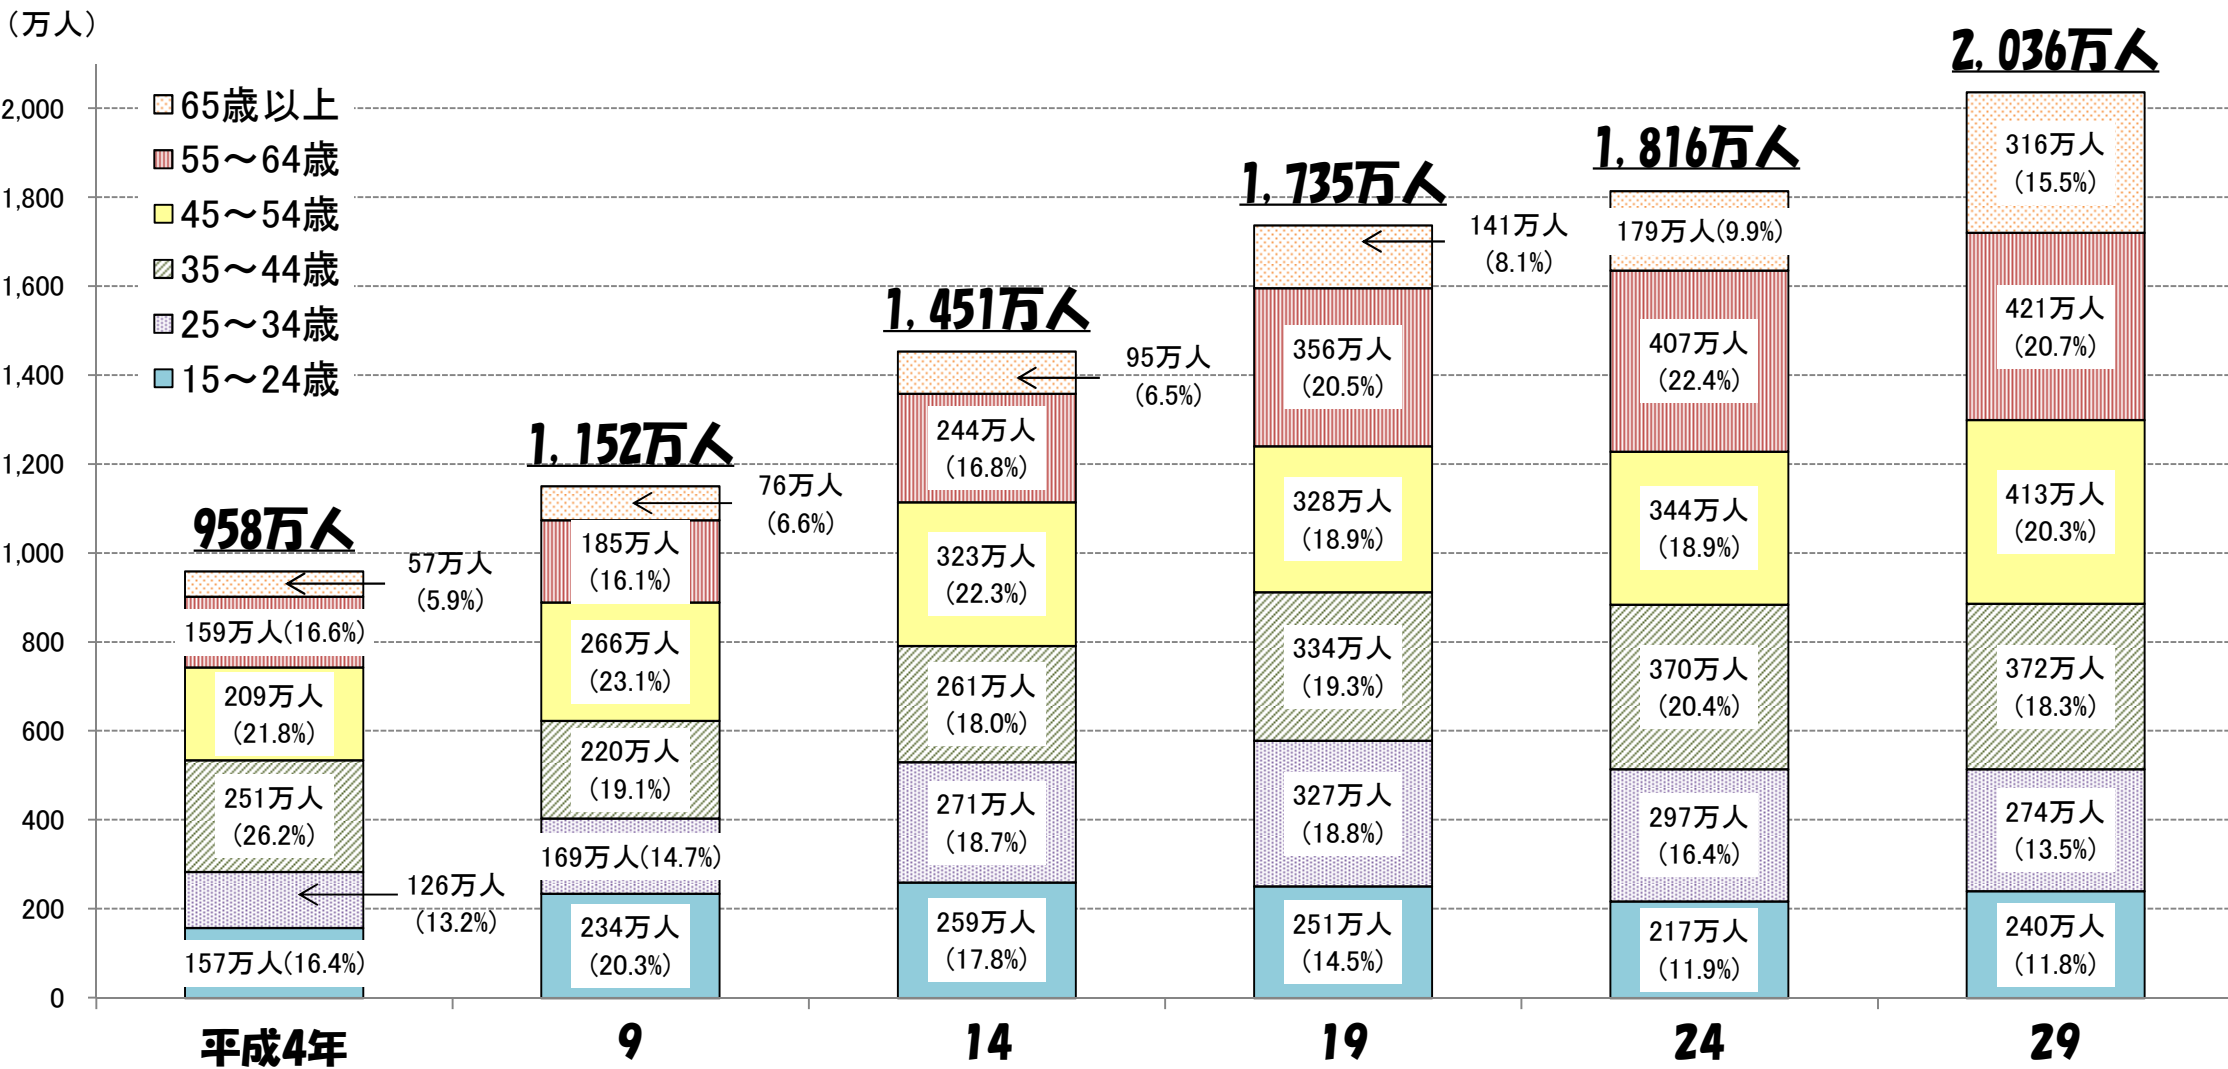 （万人）
2,000
1,800
1,600
1,400
1,200
1,000
800
600
400
200
0
65歳以上
55～64歳
45～54歳
35～44歳
25～34歳
15～24歳
958万人
57万人
（5.9%）
159万人(16.6%)
209万人
（21.8%）
251万人
（26.2%）
126万人
（13.2%）
157万人(16.4%)
平成4年
1，152万人
76万人
（6.6%）
185万人
（16.1%）
266万人
（23.1%）
220万人
（19.1%）
169万人(14.7%)
234万人
（20.3%）
9
1，451万人
95万人
（6.5%）
244万人
（16.8%）
323万人
（22.3%）
261万人
（18.0%）
271万人
（18.7%）
259万人
（17.8%）
14
1，735万人
141万人
（8.1%）
356万人
（20.5%）
328万人
（18.9%）
334万人
（19.3%）
327万人
（18.8%）
251万人
（14.5%）
19
1，816万人
179万人(9.9%)
407万人
（22.4%）
344万人
（18.9%）
370万人
（20.4%）
297万人
（16.4%）
217万人
（11.9%）
24
2，036万人
316万人
（15.5%）
421万人
（20.7%）
413万人
（20.3%）
372万人
（18.3%）
274万人
（13.5%）
240万人
（11.8%）
29